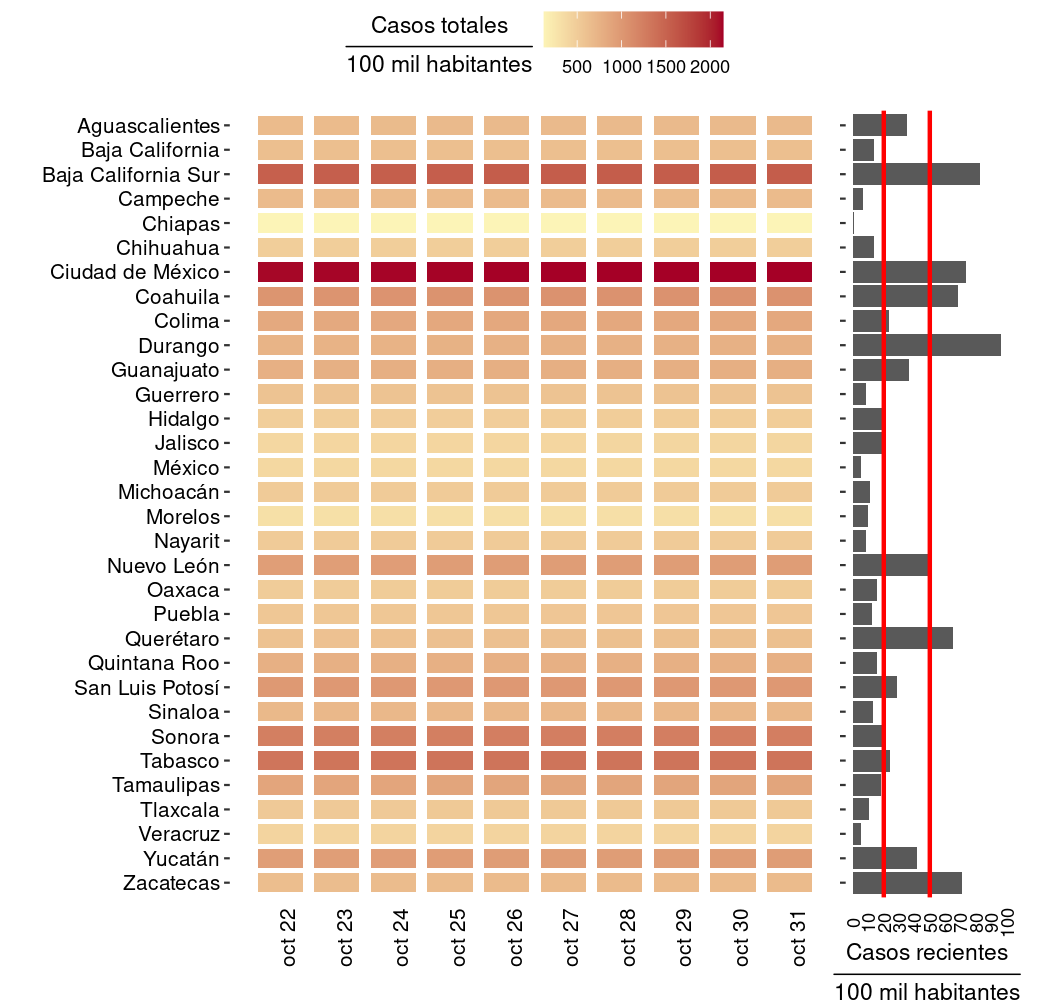 Casos totales
100 mil habitantes
500 1000 1500 2000
Aguascalientes
Baja California
Baja California Sur
Campeche
Chiapas
Chihuahua
Ciudad de México
Coahuila
Colima
Durango
Guanajuato
Guerrero
Hidalgo
Jalisco
México
Michoacán
Morelos
Nayarit
Nuevo León
Oaxaca
Puebla
Querétaro
Quintana Roo
San Luis Potosí
Sinaloa
Sonora
Tabasco
Tamaulipas
Tlaxcala
Veracruz
Yucatán
Zacatecas
oct 22 oct 23 oct 24 oct 25 oct 26 oct 27 oct 28 oct 29 oct 30 oct 31
0 10 20 30 40 50 60 70 80 90 100
Casos recientes
100 mil habitantes